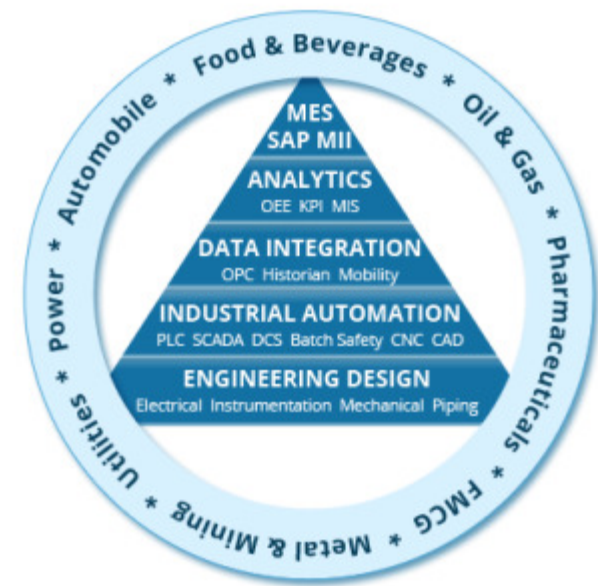 Food & Beverages * Oil & Gas * Pharmaceuticals * FMCG * Metal & Mining * Utilities * Power * Automobile *
MES
SAP MII
ANALYTICS
OEE KPI MIS
DATA INTEGRATION
OPC Historian Mobility
INDUSTRIAL AUTOMATION
PLC SCADA DCS Batch Safety CNC CAD
ENGINEERING DESIGN
Electrical Instrumentation Mechanical Piping